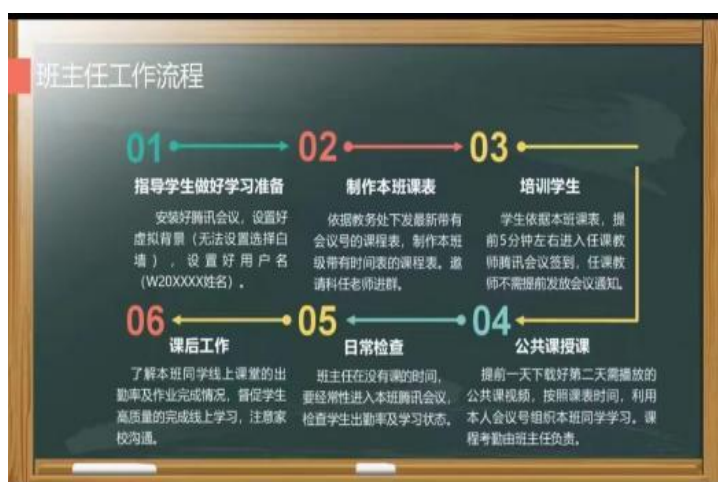 班主任工作流程
01
02
03
指导学生做好学习准备
制作本班课表
培训学生
安装好腾讯会议，设置好
虚拟背景（无法设置选择白
墙），设置好用户名
（W20XXXX姓名）。
依据教务处下发最新带有
会议号的课程表，制作本班
级带有时间表的课程表。邀
请科任老师进群。
学生依据本班课表，提
前5分钟左右进入任课教
师腾讯会议签到，任课教
师不需提前发放会议通知。
04
05
06
公共课授课
日常检查
课后工作
提前一天下载好第二天需播放的
公共课视频，按照课表时间，利用
本人会议号组织本班同学学习。课
程考勤由班主任负责。
班主任在没有课的时间，
要经常性进入本班腾讯会议，
检查学生出勤率及学习状态。
了解本班同学线上课堂的出
勤率及作业完成情况，督促学生
高质量的完成线上学习，注意家
校沟通。